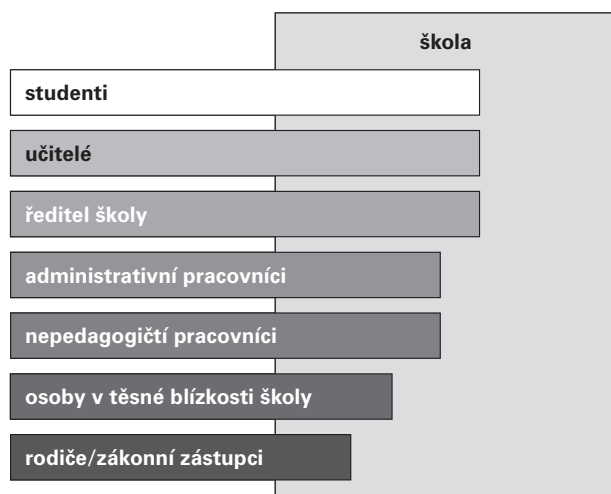 škola
studenti
učitelé
ředitel školy
administrativní pracovníci
nepedagogičtí pracovníci
osoby v těsné blízkosti školy
rodiče/zákonní zástupci